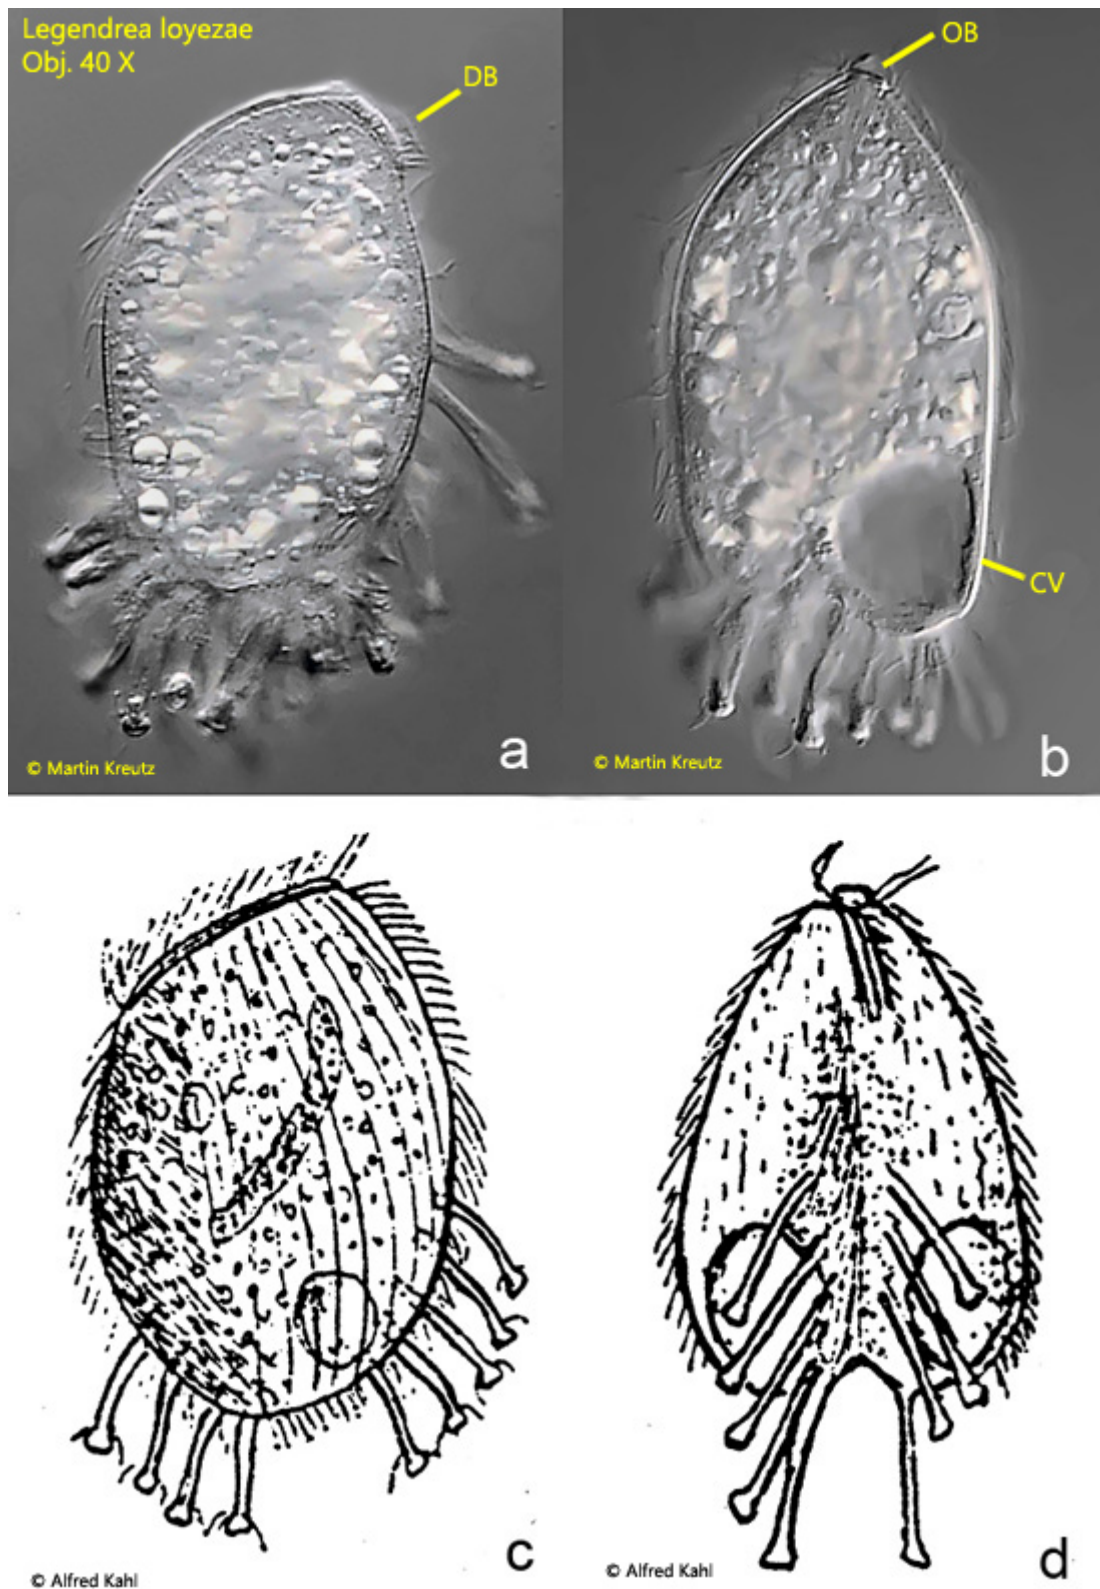 Legendrea loyezae
Obj. 40 X
DB
OB
CV
© Martin Kreutz
a
© Martin Kreutz
b
© Alfred Kahl
c
© Alfred Kahl
d